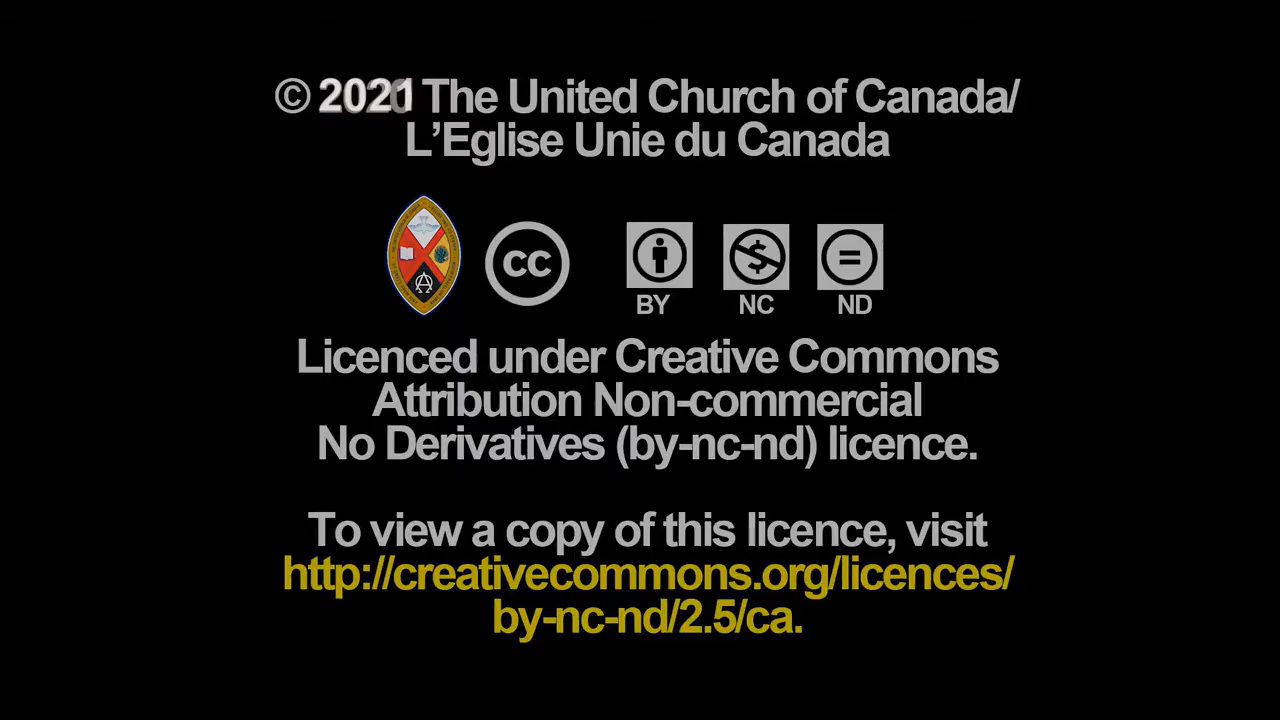 © 2021 The United Church of Canada/
L’Eglise Unie du Canada
CC
BY NC ND
Licenced under Creative Commons
Attribution Non-commercial
No Derivatives (by-nc-nd) licence.
To view a copy of this licence, visit
http://creativecommons.org/licences/
by-nc-nd/2.5/ca.